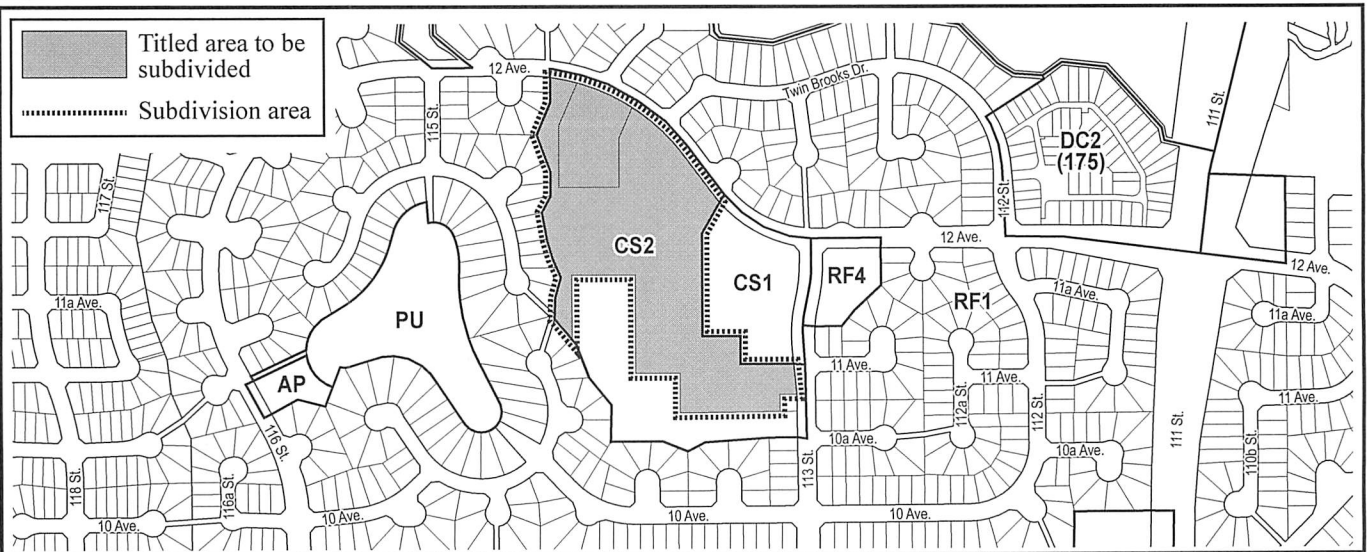 Titled area to be
subdivided
Subdivision area
12 Ave.
115 St.
117 St.
Twin Brooks Dr.
111 St.
DC2
(175)
112 St.
12 Ave.
12 Ave.
CS2
CS1
RF4
RF1
11a Ave.
11a Ave.
11a Ave.
PU
AP
11 Ave.
11 Ave.
11 Ave.
112a St.
112 St.
111 St.
110b St.
116 St.
10a Ave.
10a Ave.
118 St.
116a St.
113 St.
10 Ave.
10 Ave.
10 Ave.
10 Ave.